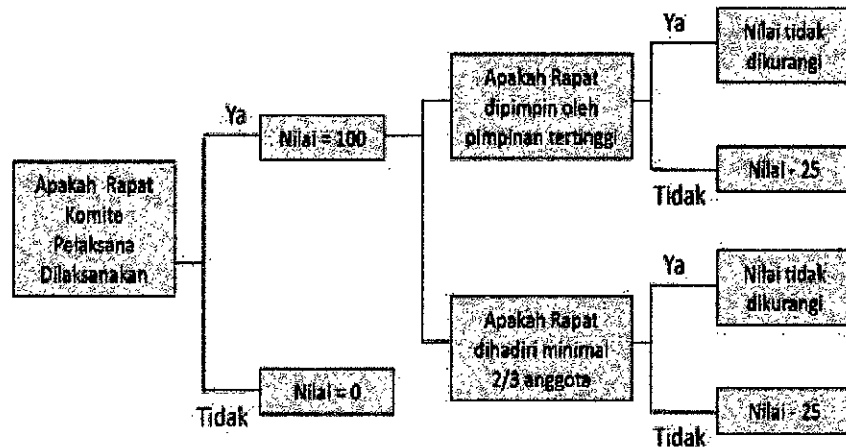 Apakah Rapat
Komite
Pelaksana
Dilaksanakan
Ya
Nilai = 100
Tidak
Nilai = 0
Apakah Rapat
dipimpin oleh
pimpinan tertinggi
Ya
Nilai tidak
dikurangi
Tidak
Nilai - 25
Apakah Rapat
dihadiri minimal
2/3 anggota
Ya
Nilai tidak
dikurangi
Tidak
Nilai - 25